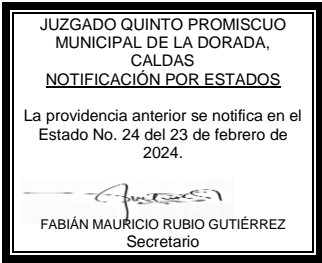 JUZGADO QUINTO PROMISCUO
MUNICIPAL DE LA DORADA,
CALDAS
NOTIFICACIÓN POR ESTADOS
La providencia anterior se notifica en el
Estado No. 24 del 23 de febrero de
2024.
FABIÁN MAURICIO RUBIO GUTIÉRREZ
Secretario